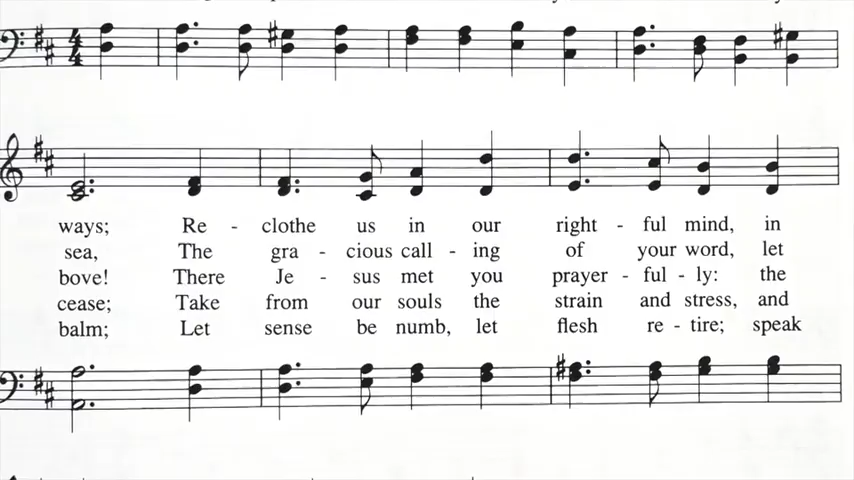 ways; Re - clothe us in our right - ful mind, in
sea, The gra - cious call - ing of your word, let
bove! There Je - sus met you prayer - ful - ly: the
cease; Take from our souls the strain and stress, and
balm; Let sense be numb, let flesh re - tire; speak